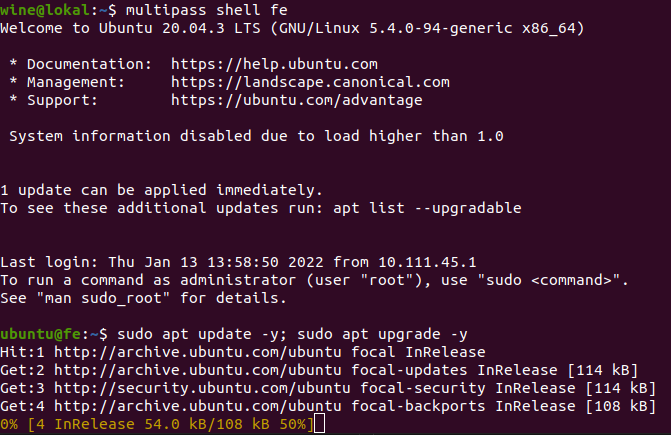 wine@lokal:~$ multipass shell fe
Welcome to Ubuntu 20.04.3 LTS (GNU/Linux 5.4.0-94-generic x86_64)
* Documentation:  https://help.ubuntu.com
* Management:     https://landscape.canonical.com
* Support:        https://ubuntu.com/advantage
System information disabled due to load higher than 1.0
1 update can be applied immediately.
To see these additional updates run: apt list --upgradable
Last login: Thu Jan 13 13:58:50 2022 from 10.111.45.1
To run a command as administrator (user "root"), use "sudo <command>".
See "man sudo_root" for details.
ubuntu@fe:~$ sudo apt update -y; sudo apt upgrade -y
Hit:1 http://archive.ubuntu.com/ubuntu focal InRelease
Get:2 http://archive.ubuntu.com/ubuntu focal-updates InRelease [114 kB]
Get:3 http://security.ubuntu.com/ubuntu focal-security InRelease [114 kB]
Get:4 http://archive.ubuntu.com/ubuntu focal-backports InRelease [108 kB]
0% [4 InRelease 54.0 kB/108 kB 50%]